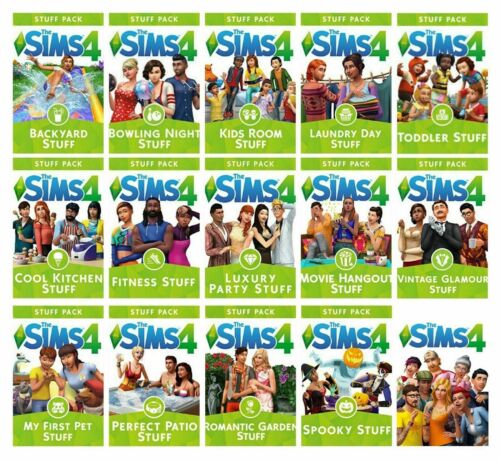 STUFF PACK
The SIMS 4
BACKYARD
STUFF
STUFF PACK
The SIMS 4
BOWLING NIGHT
STUFF
STUFF PACK
The SIMS 4
KIDS ROOM
STUFF
STUFF PACK
The SIMS 4
LAUNDRY DAY
STUFF
STUFF PACK
The SIMS 4
TODDLER STUFF
STUFF PACK
The SIMS 4
COOL KITCHEN
STUFF
STUFF PACK
The SIMS 4
FITNESS STUFF
STUFF PACK
The SIMS 4
LUXURY
PARTY STUFF
STUFF PACK
The SIMS 4
MOVIE HANGOUT
STUFF
STUFF PACK
The SIMS 4
VINTAGE GLAMOUR
STUFF
STUFF PACK
The SIMS 4
MY FIRST PET
STUFF
STUFF PACK
The SIMS 4
PERFECT PATIO
STUFF
STUFF PACK
The SIMS 4
ROMANTIC GARDEN
STUFF
STUFF PACK
The SIMS 4
SPOOKY STUFF
The SIMS 4